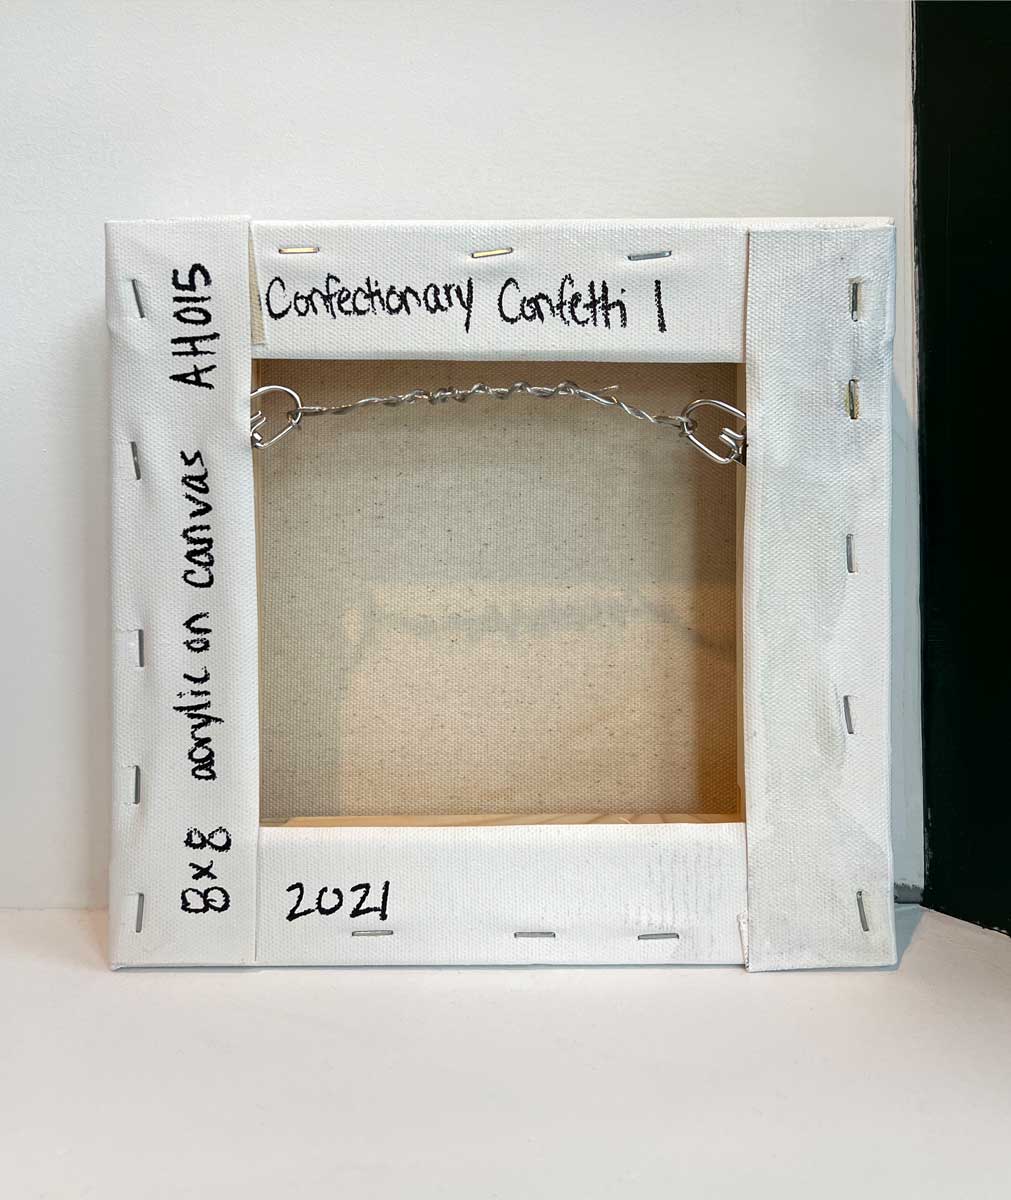 Confectionary Confetti 1
8x8 acrylic on canvas AH015
2021